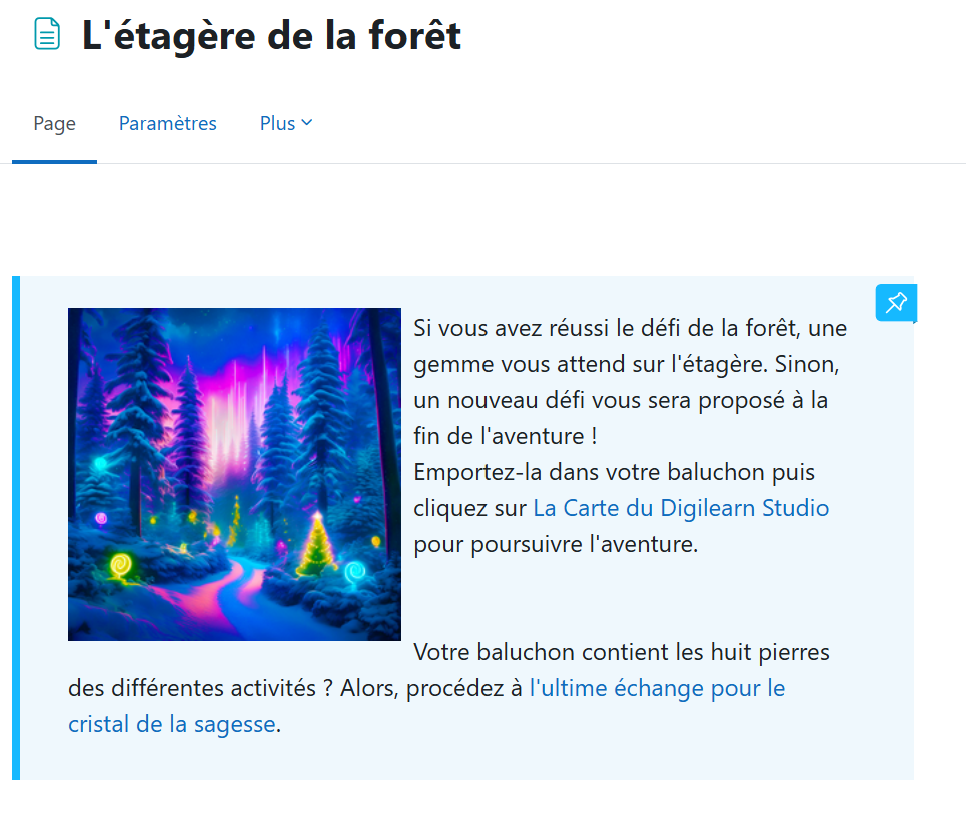 L'étagère de la forêt
Page
Paramètres
Plus
Si vous avez réussi le défi de la forêt, une
gemme vous attend sur l'étagère. Sinon,
un nouveau défi vous sera proposé à la
fin de l'aventure !
Emportez-la dans votre baluchon puis
cliquez sur La Carte du Digilearn Studio
pour poursuivre l'aventure.
Votre baluchon contient les huit pierres
des différentes activités ? Alors, procédez à l'ultime échange pour le
cristal de la sagesse.